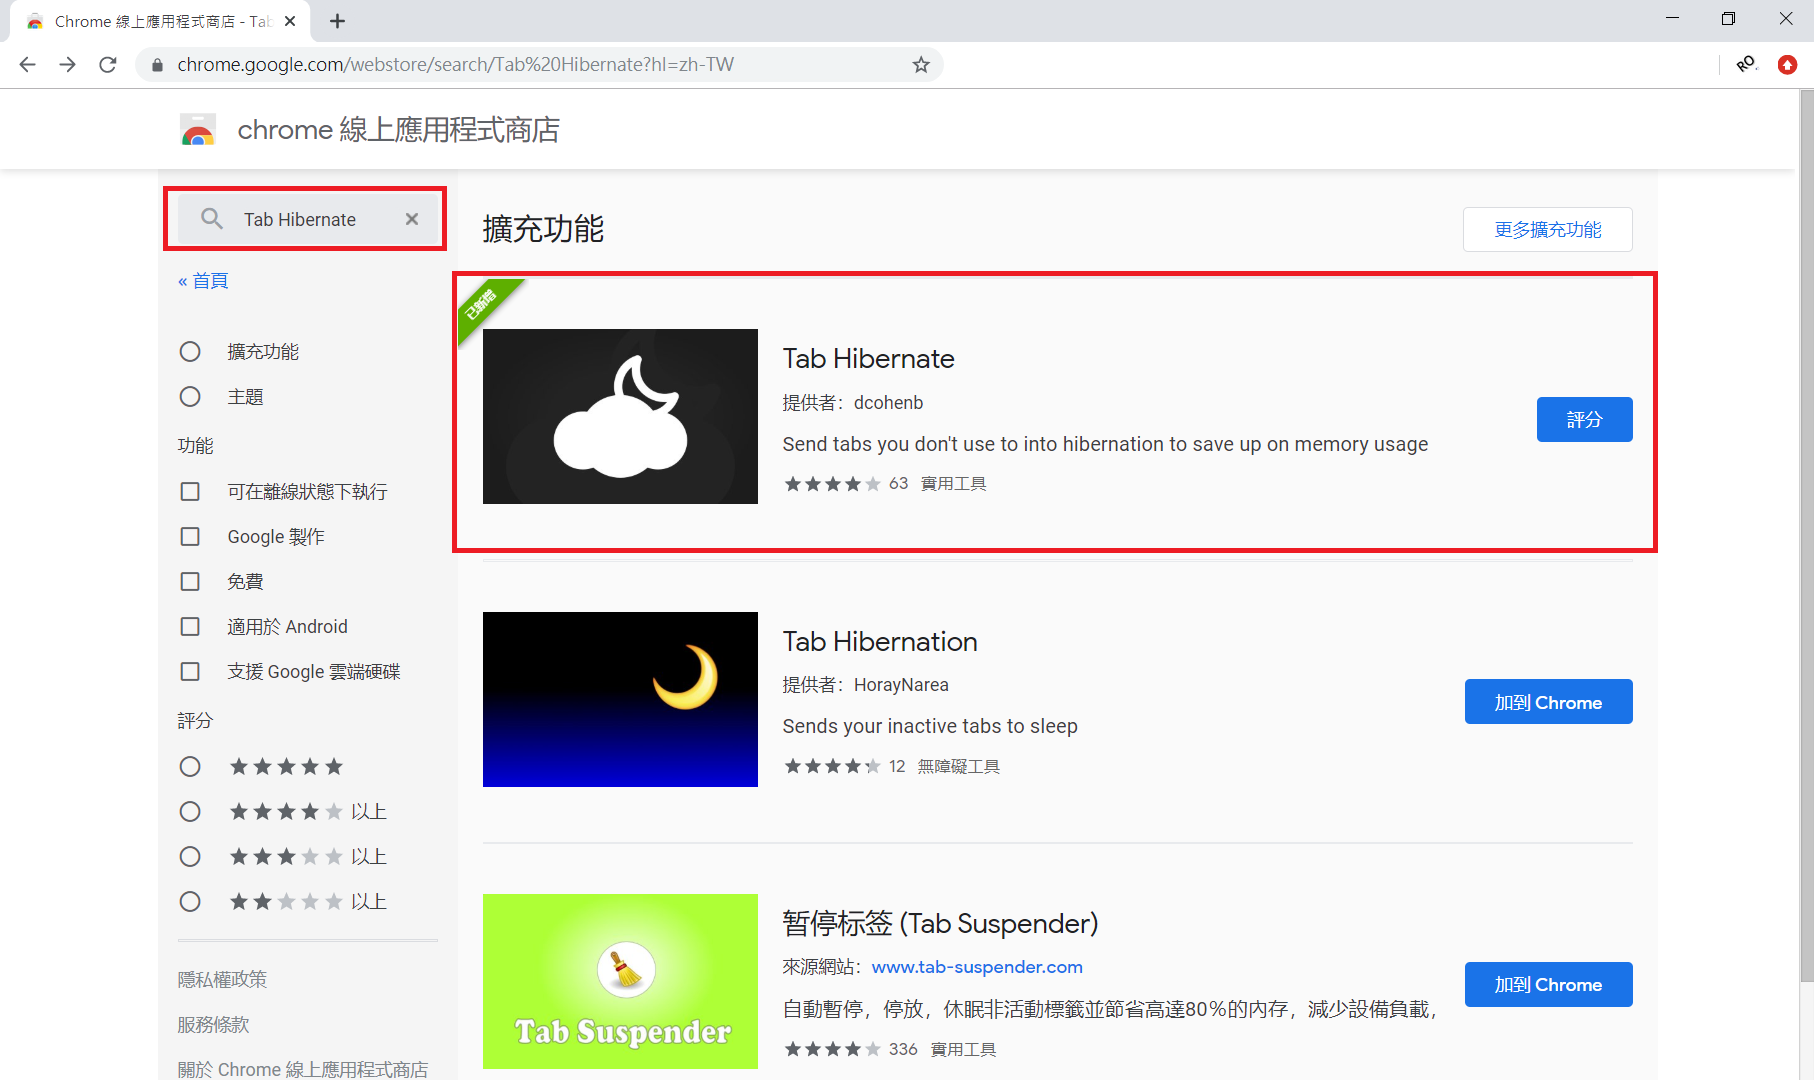 Chrome 線上應用程式商店 - Tab
chrome.google.com/webstore/search/Tab%20Hibernate?hl=zh-TW
RO.
chrome 線上應用程式商店
Tab Hibernate
« 首頁
擴充功能
主題
功能
可在離線狀態下執行
Google 製作
免費
適用於 Android
支援 Google 雲端硬碟
評分
以上
以上
以上
隱私權政策
服務條款
關於 Chrome 線上應用程式商店
擴充功能
更多擴充功能
已新增
Tab Hibernate
提供者：dcohenb
Send tabs you don't use to into hibernation to save up on memory usage
63 實用工具
評分
Tab Hibernation
提供者：HorayNarea
Sends your inactive tabs to sleep
12 無障礙工具
加到 Chrome
Tab Suspender
暂停标签 (Tab Suspender)
來源網站：www.tab-suspender.com
自動暫停，停放，休眠非活動標籤並節省高達80％的內存，減少設備負載，
336 實用工具
加到 Chrome